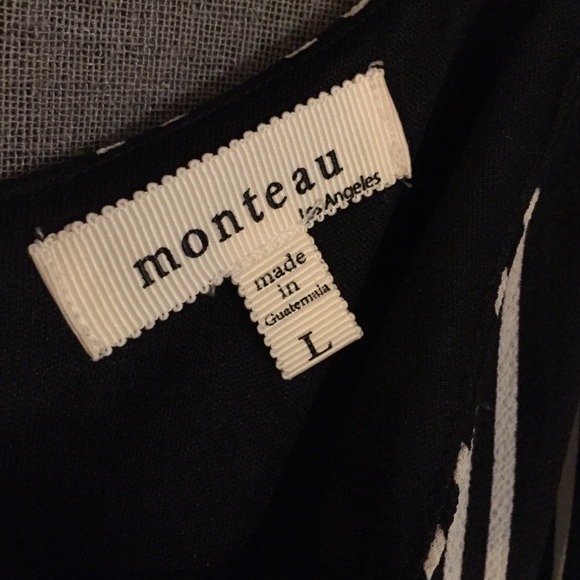 monteau
Los Angeles
made
in
Guatemala
L